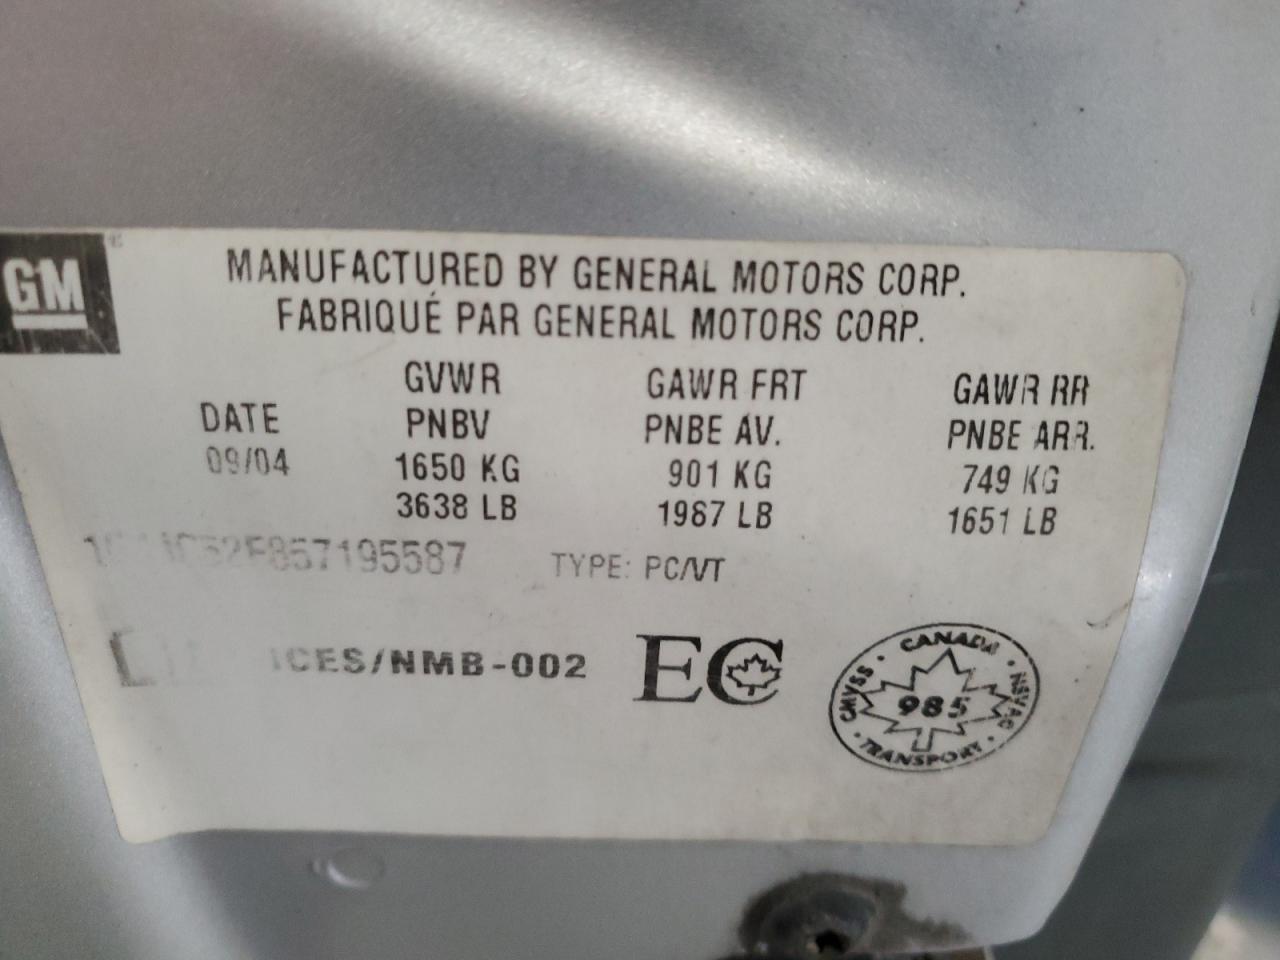 GM
MANUFACTURED BY GENERAL MOTORS CORP.
FABRIQUÉ PAR GENERAL MOTORS CORP.
DATE
09/04
GVWR
PNBV
1650 KG
3638 LB
GAWR FRT
PNBE AV.
901 KG
1987 LB
GAWR RR
PNBE ARR.
749 KG
1651 LB
TYPE: PC/VT
ICES/NMB-002
EC
CANADA
CMVSS
985
NSVAC
TRANSPORT